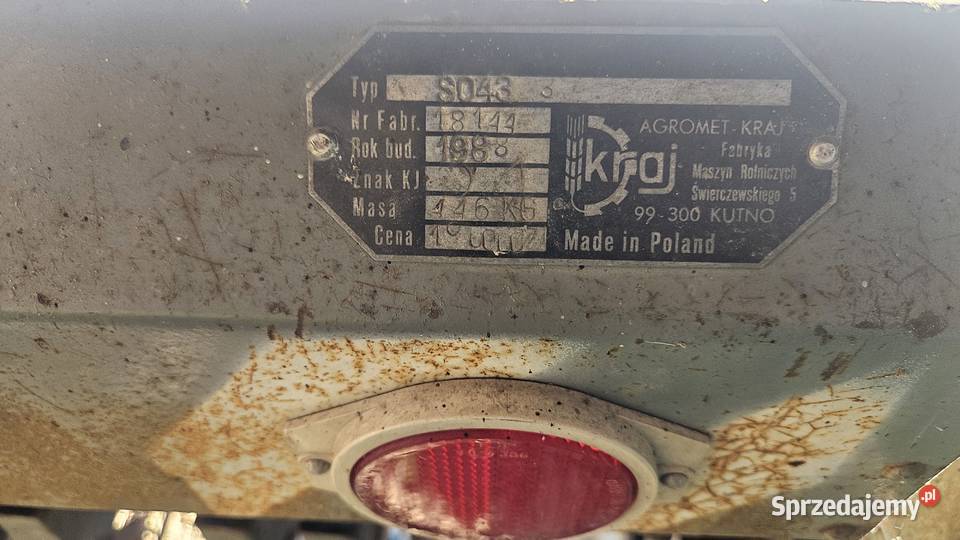 Typ S043
Nr Fabr. 18144
Rok bud. 1988
Znak KJ
Masa 116 KG
Cena
kraj
AGROMET-KRAJ
Fabryka
Maszyn Rolniczych
Świerczewskiego 5
99-300 KUTNO
Made in Poland
Sprzedajemy.pl